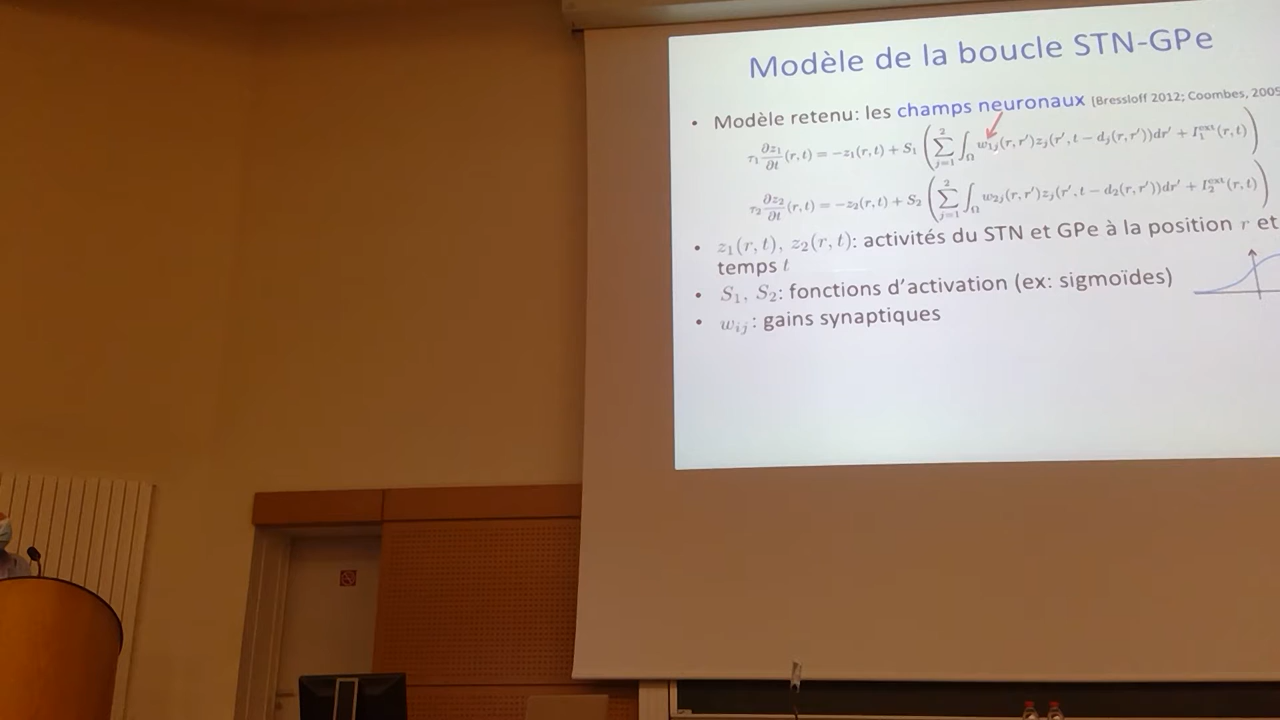 Modèle de la boucle STN-GPe
• Modèle retenu: les champs neuronaux (Bressloff 2012; Coombes, 2005
τ₁ ∂z₁/∂t (r, t) = −z₁(r, t) + S₁ ( ∑_{j=1}^{2} ∫_Ω w₁ⱼ(r, r′)zⱼ(r′, t − dⱼ(r, r′))dr′ + I₁^{ext}(r, t) )
τ₂ ∂z₂/∂t (r, t) = −z₂(r, t) + S₂ ( ∑_{j=1}^{2} ∫_Ω w₂ⱼ(r, r′)zⱼ(r′, t − d₂(r, r′))dr′ + I₂^{ext}(r, t) )
• z₁(r, t), z₂(r, t): activités du STN et GPe à la position r et
temps t
• S₁, S₂: fonctions d'activation (ex: sigmoïdes)
• wᵢⱼ: gains synaptiques